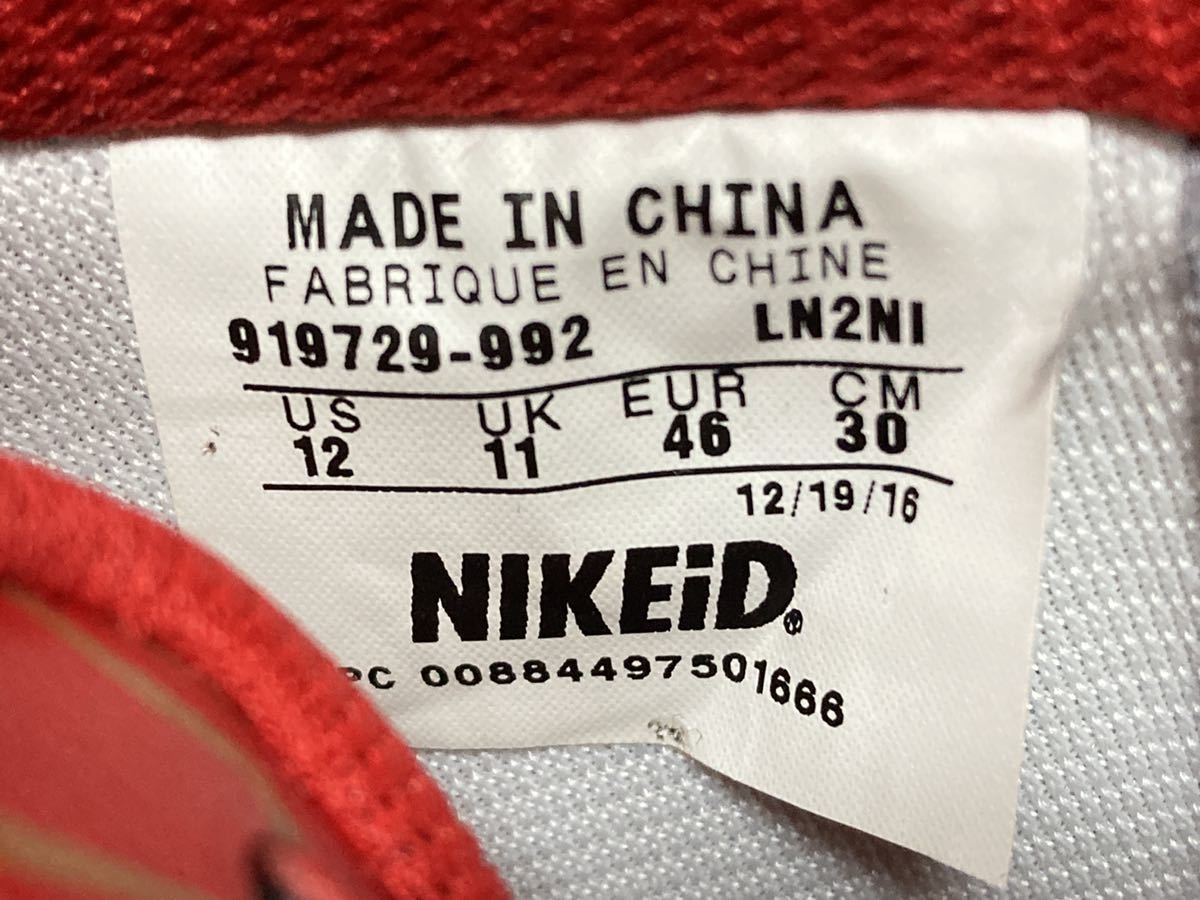 MADE IN CHINA
FABRIQUE EN CHINE
919729-992 LN2NI
US UK EUR CM
12 11 46 30
12/19/16
NIKEiD®
PC 00884497501666